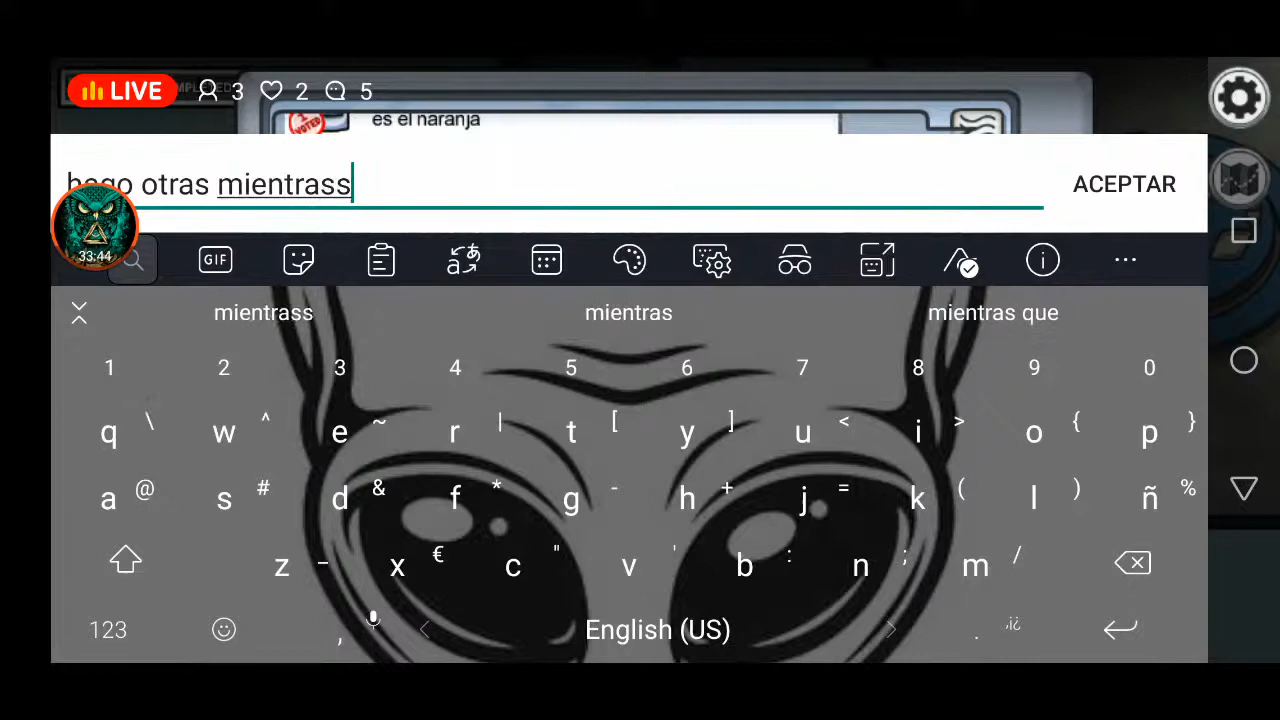 LIVE 3 2 5
VOTED es el naranja
hago otras mientrass ACEPTAR
33:44 GIF
mientrass mientras mientras que
1 2 3 4 5 6 7 8 9 0
q \ w ^ e ~ r | t [ y ] u < i > o { p }
a @ s # d & f * g - h + j = k ( l ) ñ %
z _ x € c " v ' b : n ; m /
123 , < English (US) > . ,¡¿